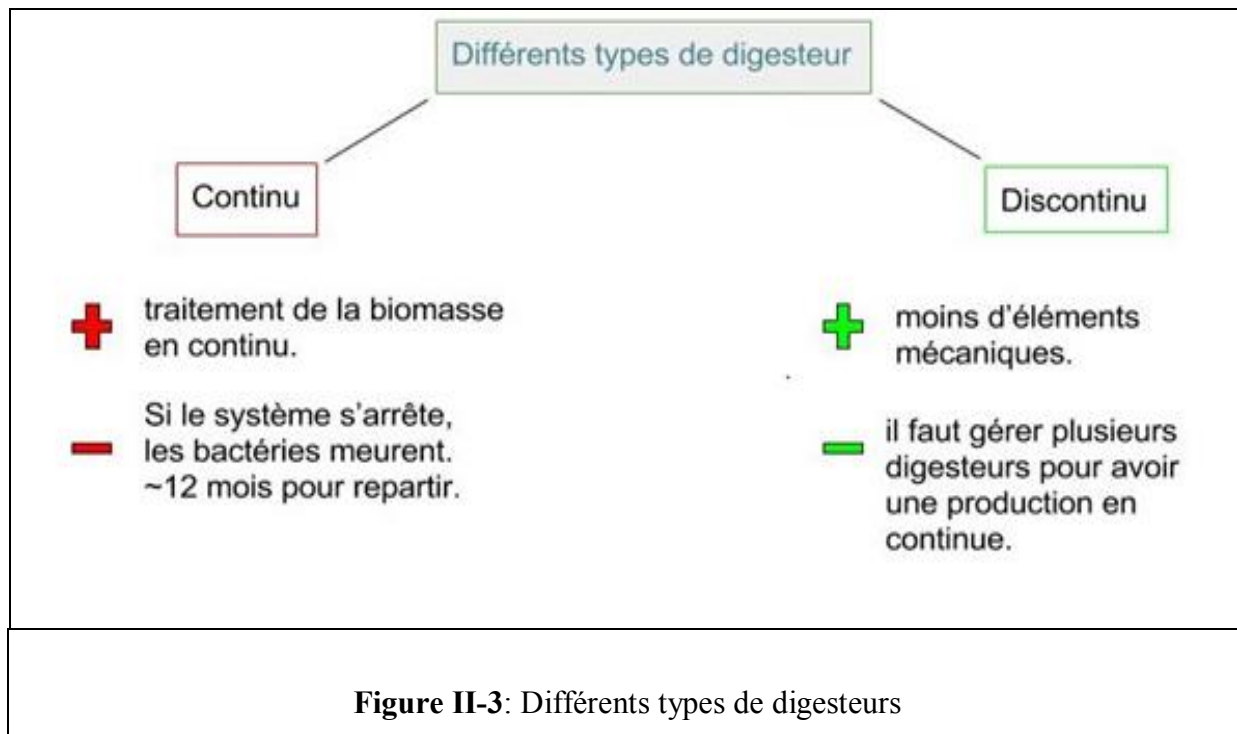 Différents types de digesteur
Continu
traitement de la biomasse
en continu.
Si le système s'arrête,
les bactéries meurent.
~12 mois pour repartir.
Discontinu
moins d'éléments
mécaniques.
il faut gérer plusieurs
digesteurs pour avoir
une production en
continue.
Figure II-3: Différents types de digesteurs